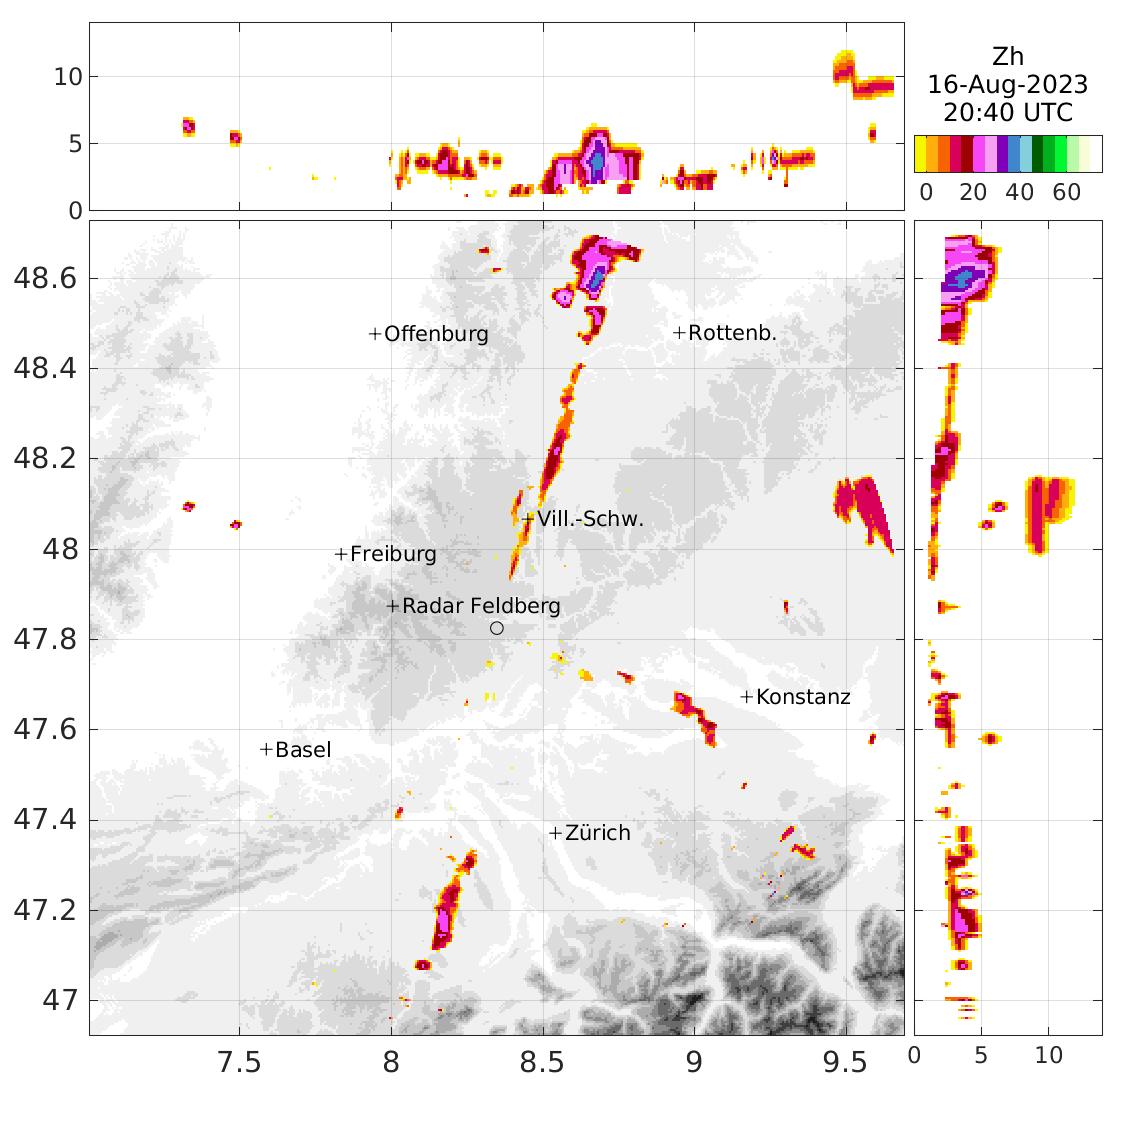 10
5
0
Zh
16-Aug-2023
20:40 UTC
0 20 40 60
48.6
48.4
48.2
48
47.8
47.6
47.4
47.2
47
Offenburg
Rottenb.
Vill.-Schw.
Freiburg
Radar Feldberg
Konstanz
Basel
Zürich
7.5 8 8.5 9 9.5
0 5 10